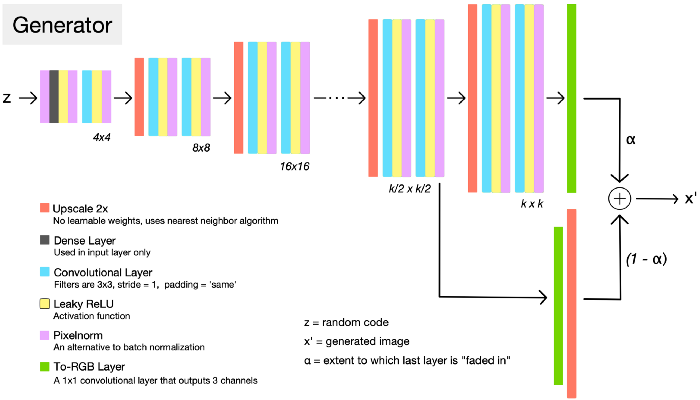 Generator
z
4x4
8x8
16x16
k/2 x k/2
k x k
α
+
x'
(1 - α)
Upscale 2x
No learnable weights, uses nearest neighbor algorithm
Dense Layer
Used in input layer only
Convolutional Layer
Filters are 3x3, stride = 1, padding = 'same'
Leaky ReLU
Activation function
Pixelnorm
An alternative to batch normalization
To-RGB Layer
A 1x1 convolutional layer that outputs 3 channels
z = random code
x' = generated image
α = extent to which last layer is "faded in"